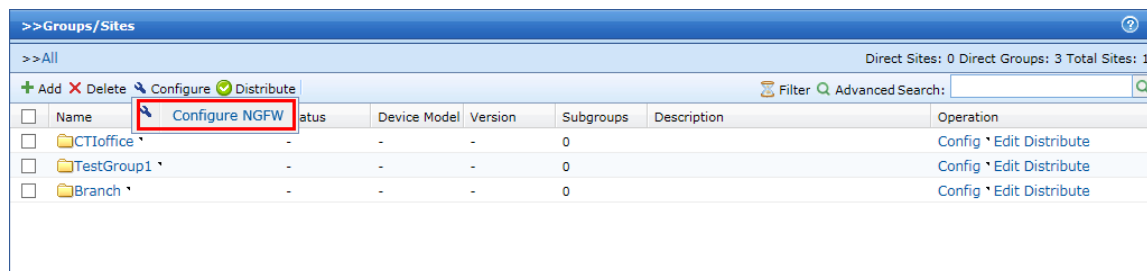 >>Groups/Sites
>>All Direct Sites: 0 Direct Groups: 3 Total Sites: 1
Add Delete Configure Distribute Filter Advanced Search:
Configure NGFW
Name atus Device Model Version Subgroups Description Operation
CTIoffice - - - 0 Config Edit Distribute
TestGroup1 - - - 0 Config Edit Distribute
Branch - - - 0 Config Edit Distribute